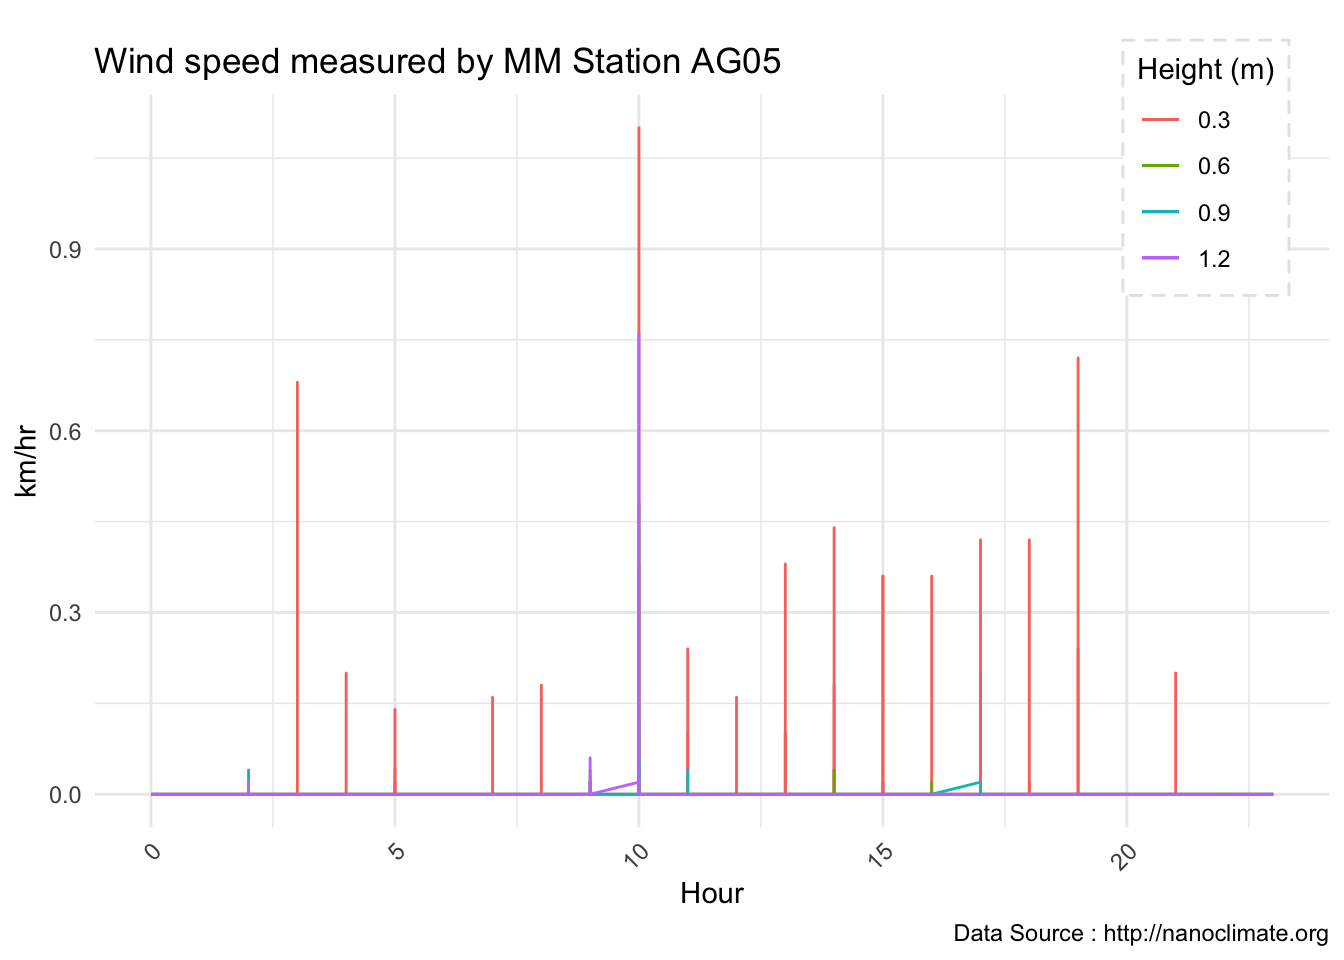 Wind speed measured by MM Station AG05
Height (m)
0.3
0.6
0.9
1.2
km/hr
0.9
0.6
0.3
0.0
0 5 10 15 20
Hour
Data Source : http://nanoclimate.org